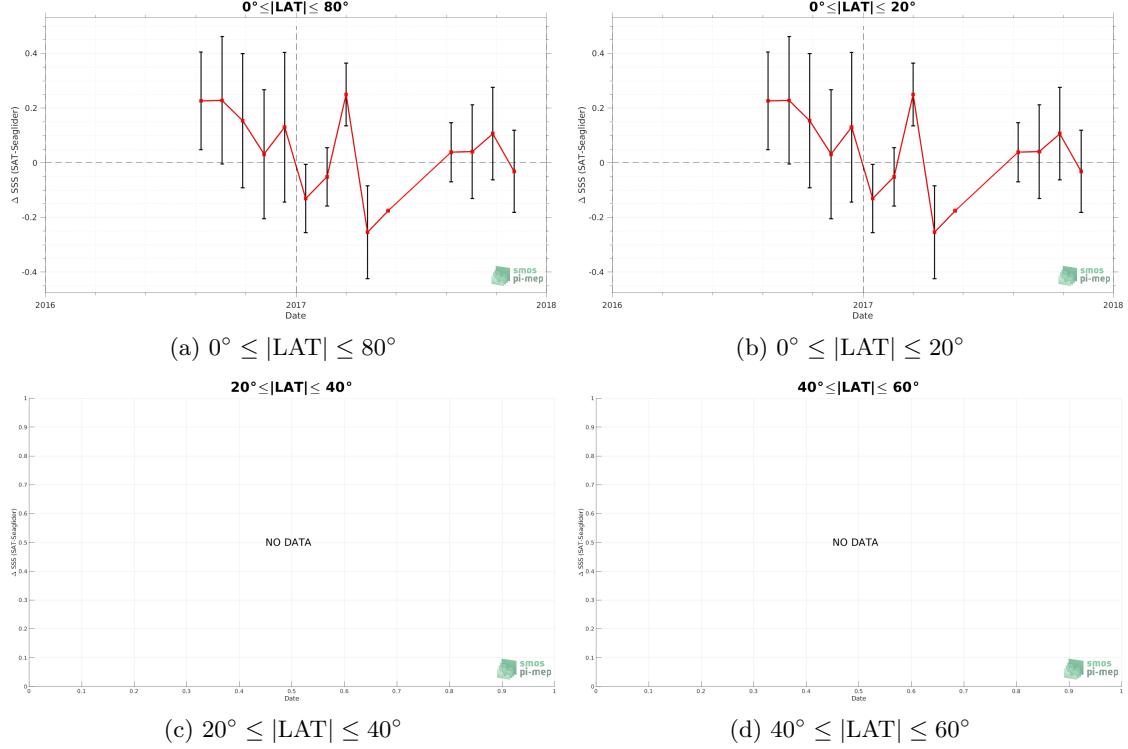 0°≤|LAT|≤ 80°
Δ SSS (SAT-Seaglider)
0.4
0.2
0
-0.2
-0.4
2016
2017
2018
Date
smos
pi-mep
(a) 0° ≤ |LAT| ≤ 80°
0°≤|LAT|≤ 20°
Δ SSS (SAT-Seaglider)
0.4
0.2
0
-0.2
-0.4
2016
2017
2018
Date
smos
pi-mep
(b) 0° ≤ |LAT| ≤ 20°
20°≤|LAT|≤ 40°
Δ SSS (SAT-Seaglider)
1
0.9
0.8
0.7
0.6
0.5
0.4
0.3
0.2
0.1
0
NO DATA
0 0.1 0.2 0.3 0.4 0.5 0.6 0.7 0.8 0.9 1
Date
smos
pi-mep
(c) 20° ≤ |LAT| ≤ 40°
40°≤|LAT|≤ 60°
Δ SSS (SAT-Seaglider)
1
0.9
0.8
0.7
0.6
0.5
0.4
0.3
0.2
0.1
0
NO DATA
0 0.1 0.2 0.3 0.4 0.5 0.6 0.7 0.8 0.9 1
Date
smos
pi-mep
(d) 40° ≤ |LAT| ≤ 60°